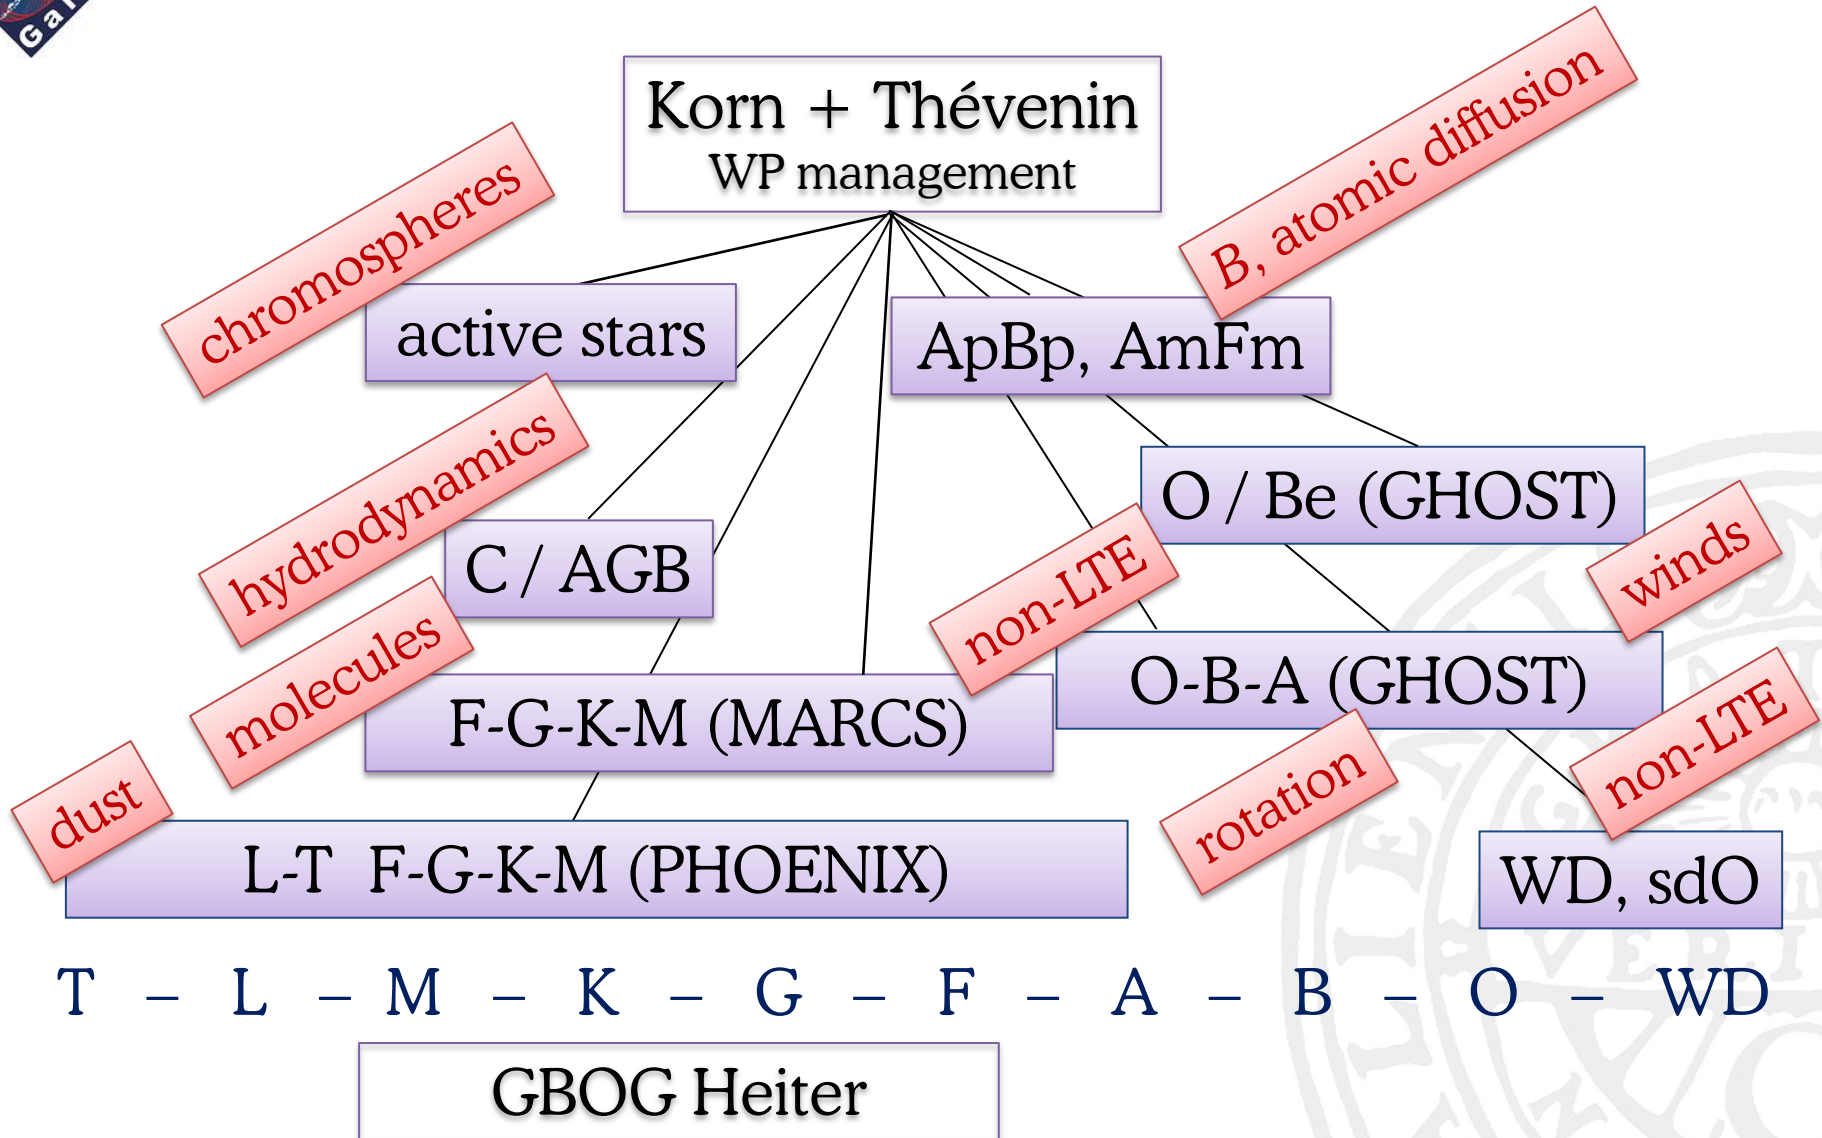 Gai
Korn + Thévenin
WP management
B, atomic diffusion
chromospheres
active stars
ApBp, AmFm
hydrodynamics
O / Be (GHOST)
C / AGB
non-LTE
winds
molecules
O-B-A (GHOST)
F-G-K-M (MARCS)
non-LTE
rotation
dust
L-T F-G-K-M (PHOENIX)
WD, sdO
T – L – M – K – G – F – A – B – O – WD
GBOG Heiter